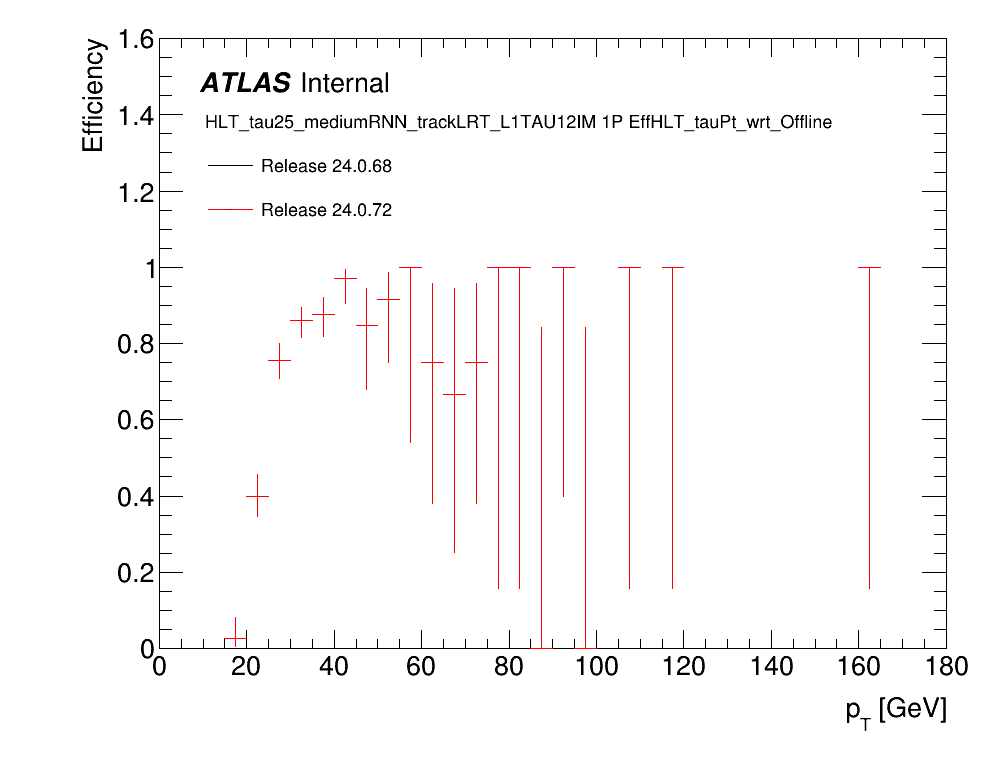 1.6
1.4
1.2
1
0.8
0.6
0.4
0.2
0
Efficiency
ATLAS Internal
HLT_tau25_mediumRNN_trackLRT_L1TAU12IM 1P EffHLT_tauPt_wrt_Offline
Release 24.0.68
Release 24.0.72
0 20 40 60 80 100 120 140 160 180
p_T [GeV]